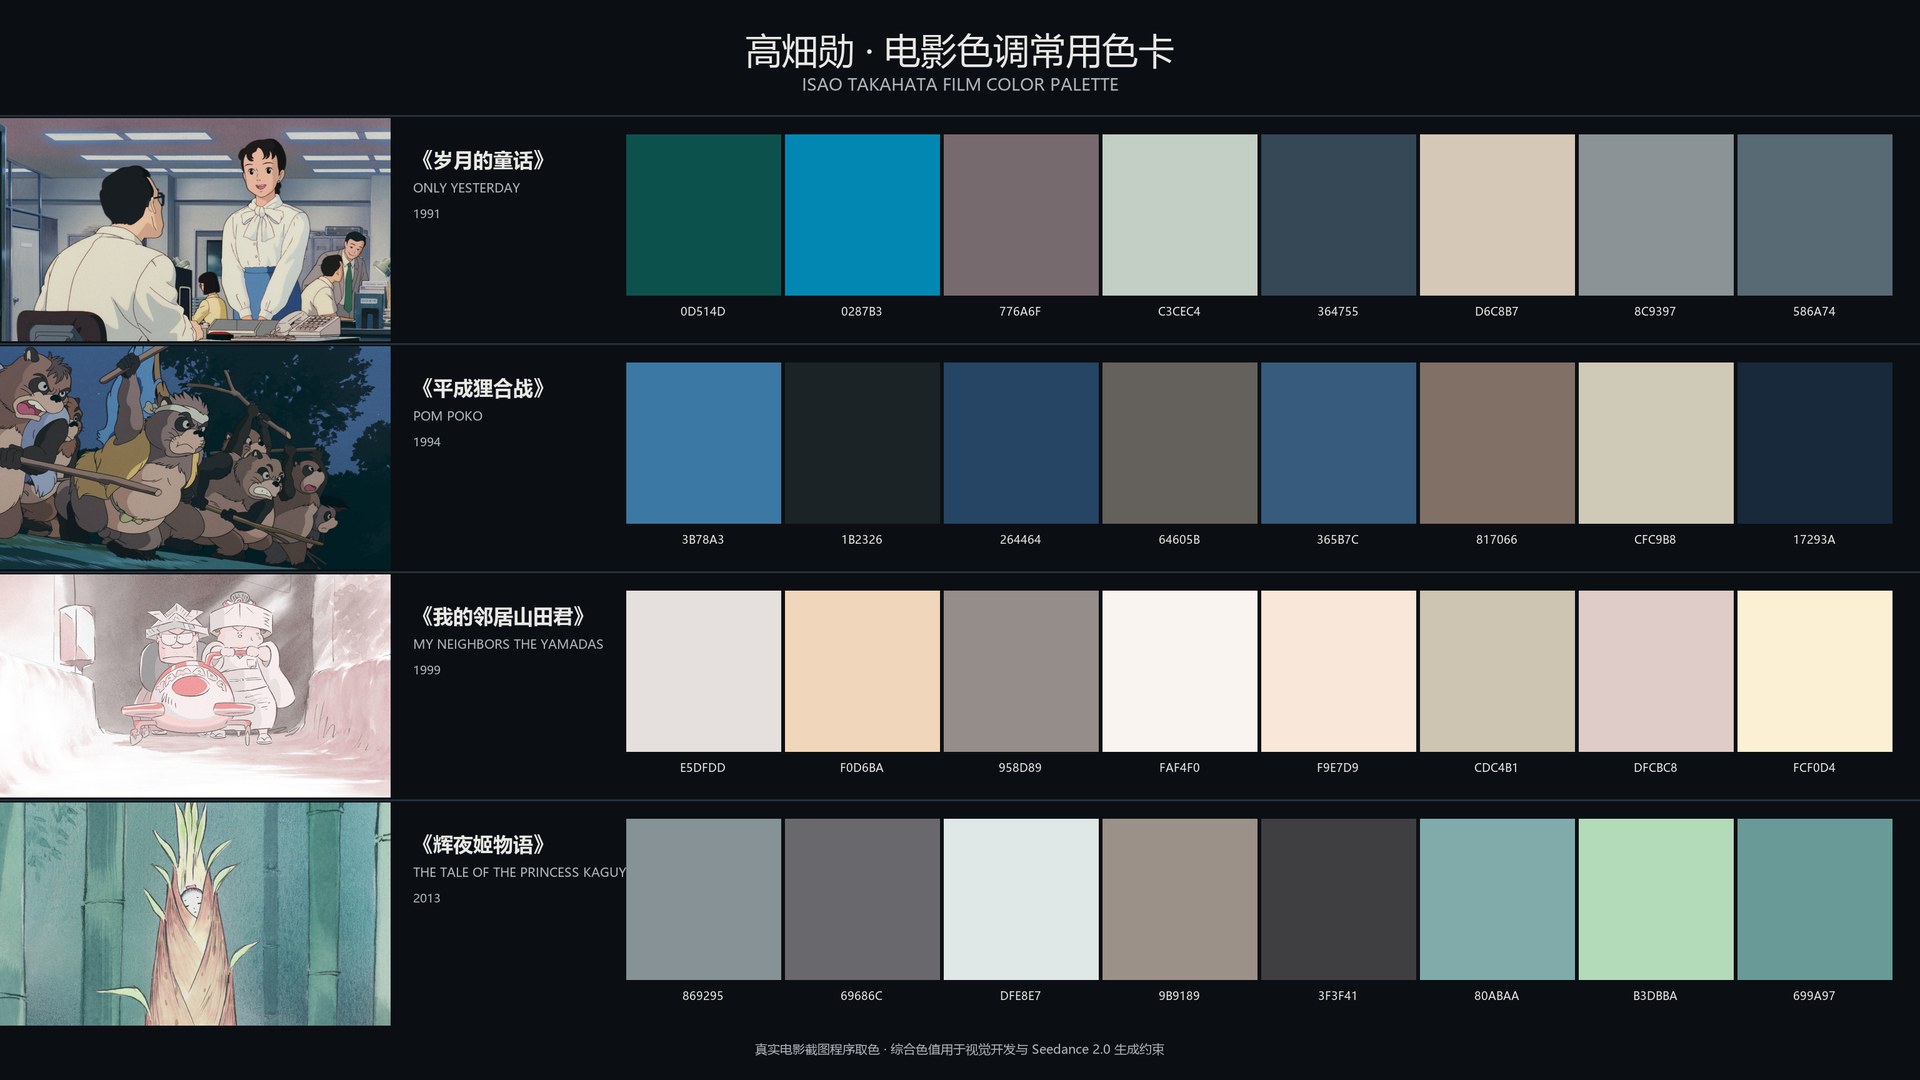 高畑勋 · 电影色调常用色卡
ISAO TAKAHATA FILM COLOR PALETTE
《岁月的童话》
ONLY YESTERDAY
1991
0D514D 0287B3 776A6F C3CEC4 364755 D6C8B7 8C9397 586A74
《平成狸合战》
POM POKO
1994
3B78A3 1B2326 264464 64605B 365B7C 817066 CFC9B8 17293A
《我的邻居山田君》
MY NEIGHBORS THE YAMADAS
1999
E5DFDD F0D6BA 958D89 FAF4F0 F9E7D9 CDC4B1 DFCBC8 FCF0D4
《辉夜姬物语》
THE TALE OF THE PRINCESS KAGUY
2013
869295 69686C DFE8E7 9B9189 3F3F41 80ABAA B3DBBA 699A97
真实电影截图程序取色 · 综合色值用于视觉开发与 Seedance 2.0 生成约束